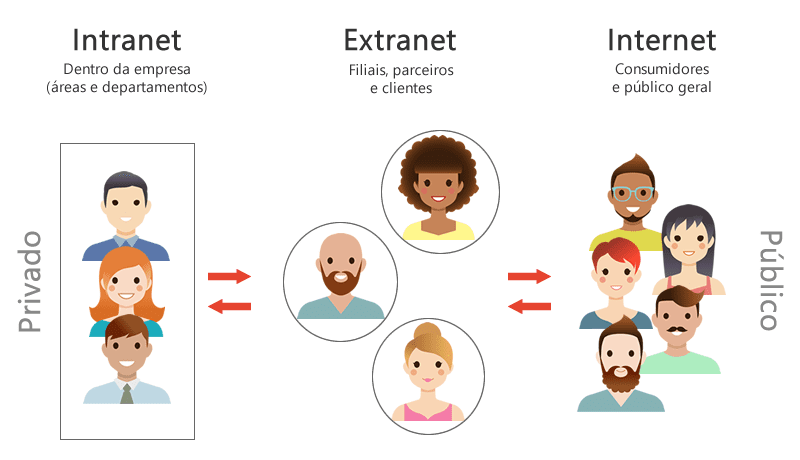 Intranet
Dentro da empresa
(áreas e departamentos)
Extranet
Filiais, parceiros
e clientes
Internet
Consumidores
e público geral
Privado
Público